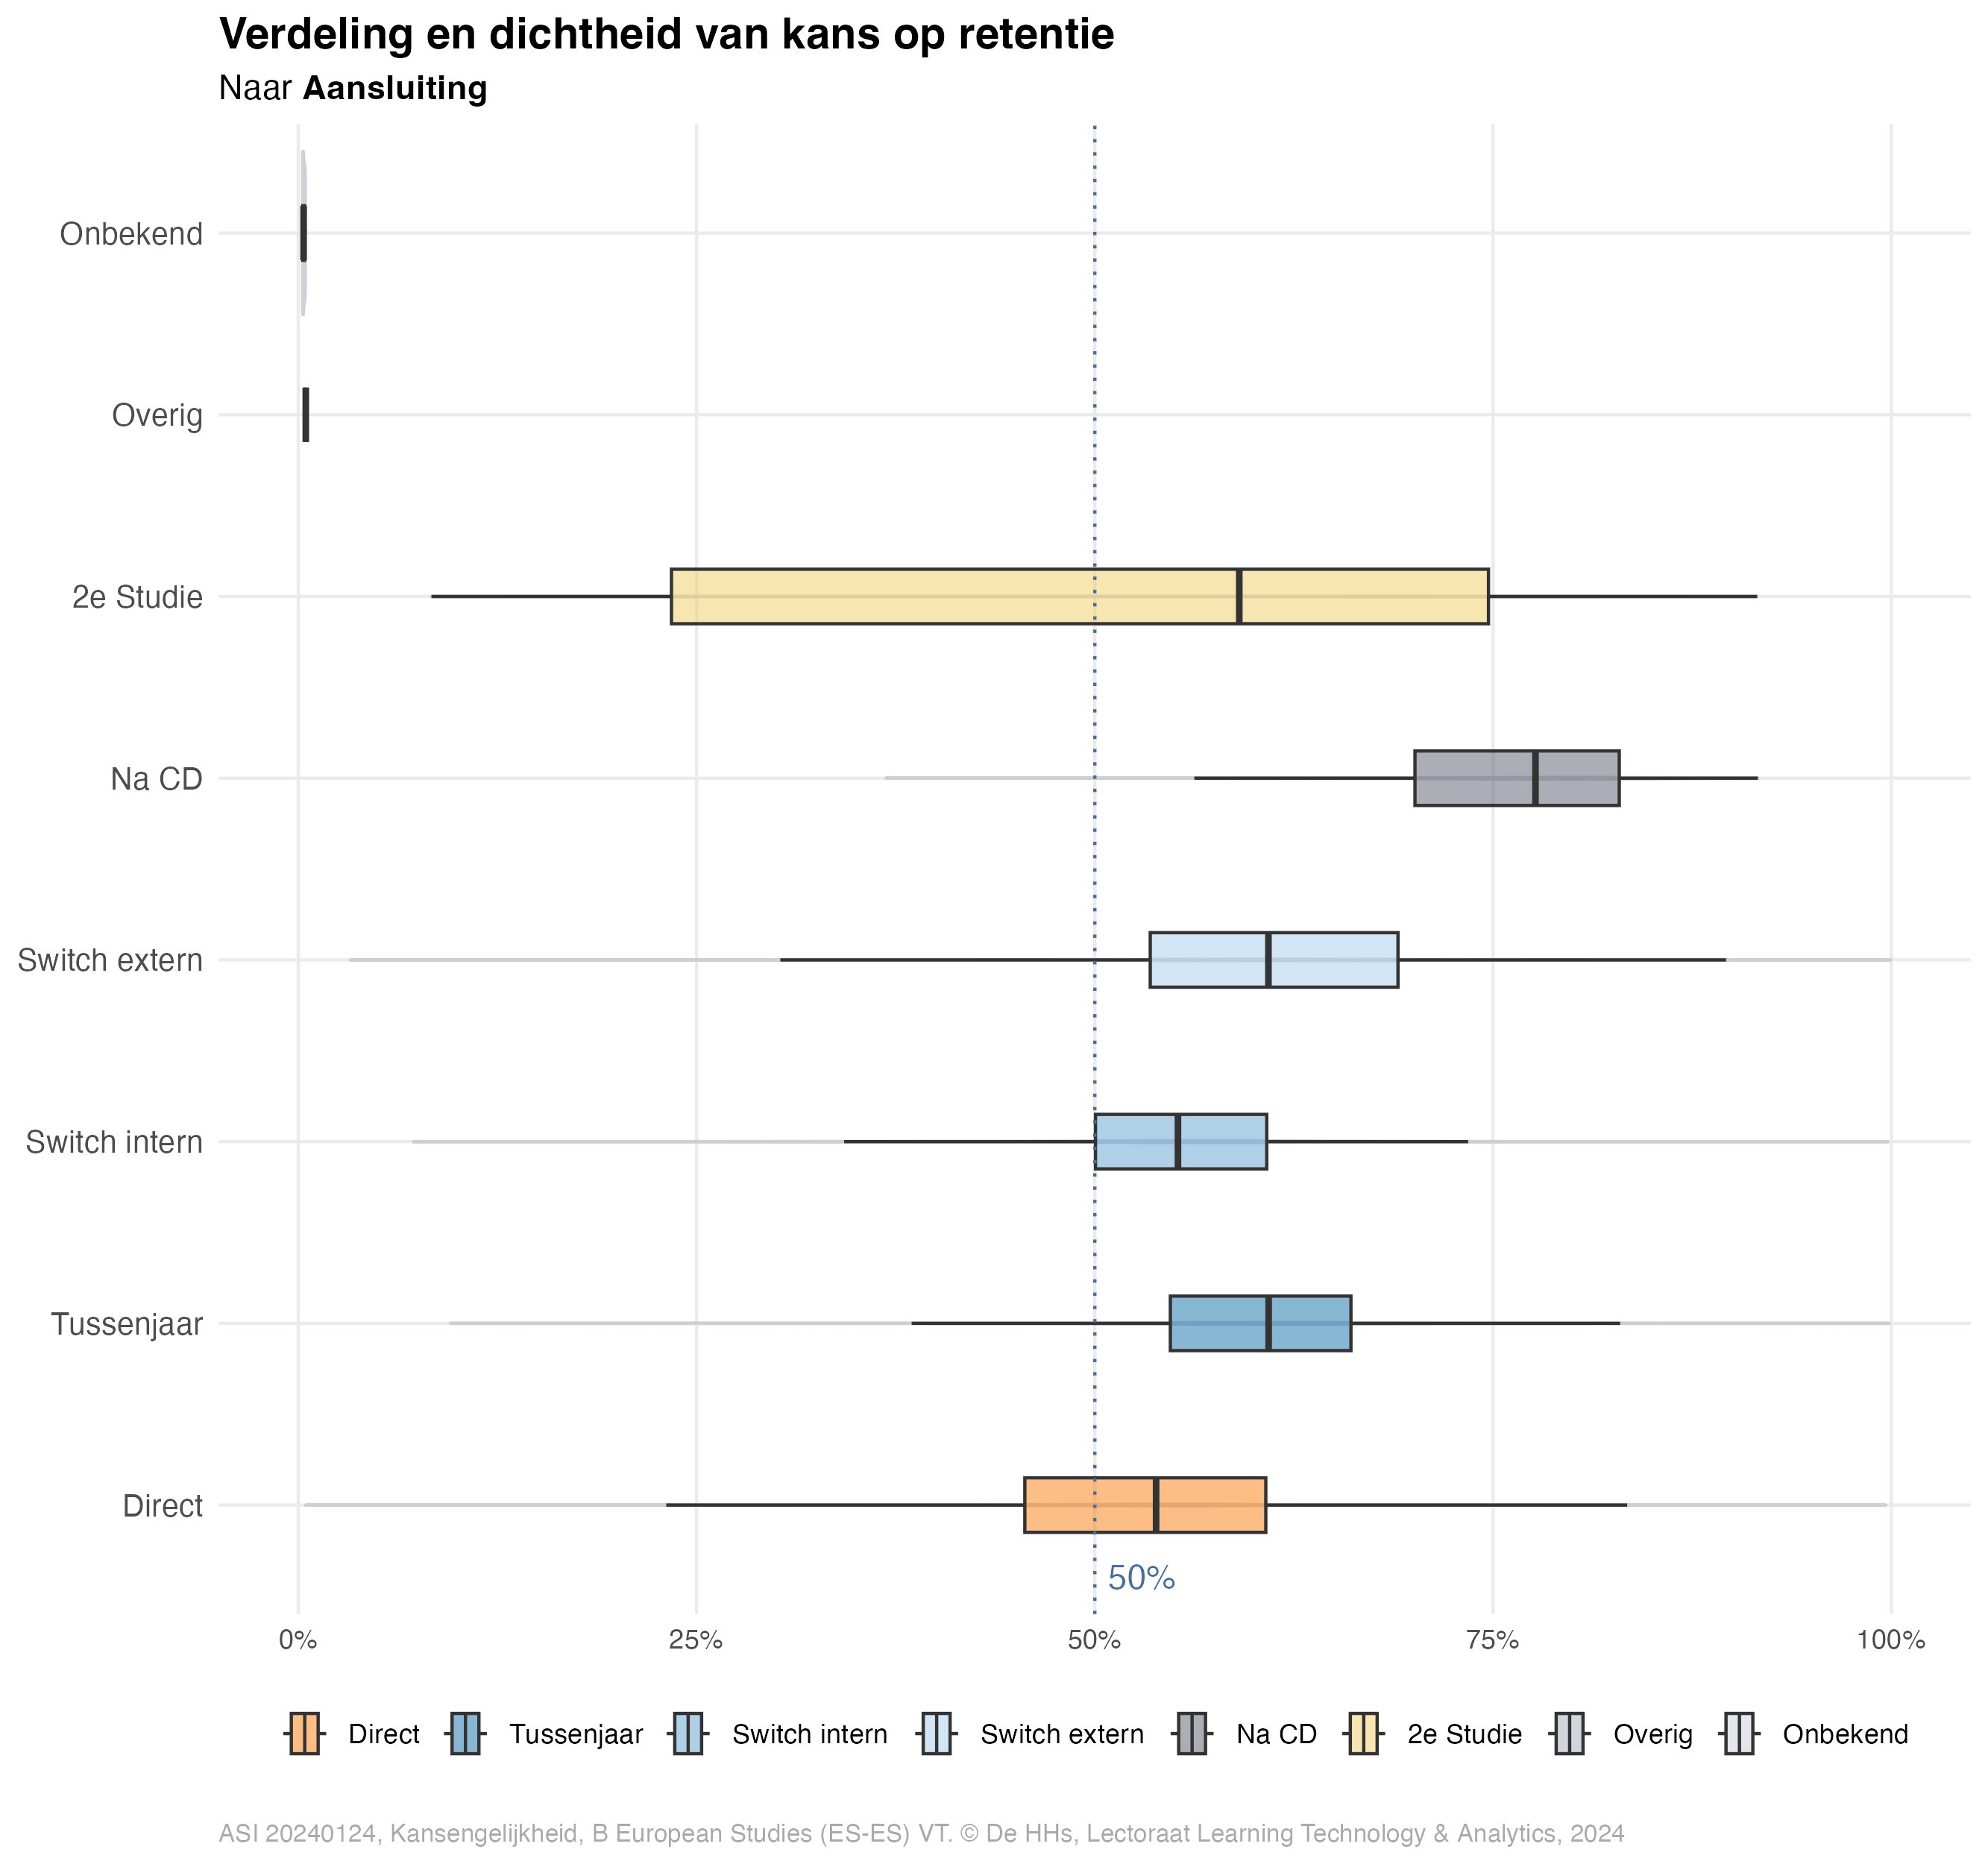 Verdeling en dichtheid van kans op retentie
Naar Aansluiting
Onbekend
Overig
2e Studie
Na CD
Switch extern
Switch intern
Tussenjaar
Direct
50%
0% 25% 50% 75% 100%
Direct Tussenjaar Switch intern Switch extern Na CD 2e Studie Overig Onbekend
ASI 20240124, Kansengelijkheid, B European Studies (ES-ES) VT. © De HHs, Lectoraat Learning Technology & Analytics, 2024